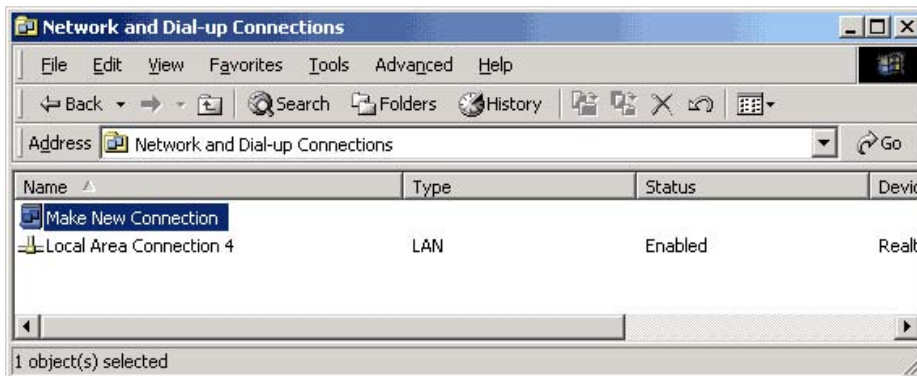 Network and Dial-up Connections
File Edit View Favorites Tools Advanced Help
Back Search Folders History
Address Network and Dial-up Connections Go
Name Type Status Devic
Make New Connection
Local Area Connection 4 LAN Enabled Realt
1 object(s) selected